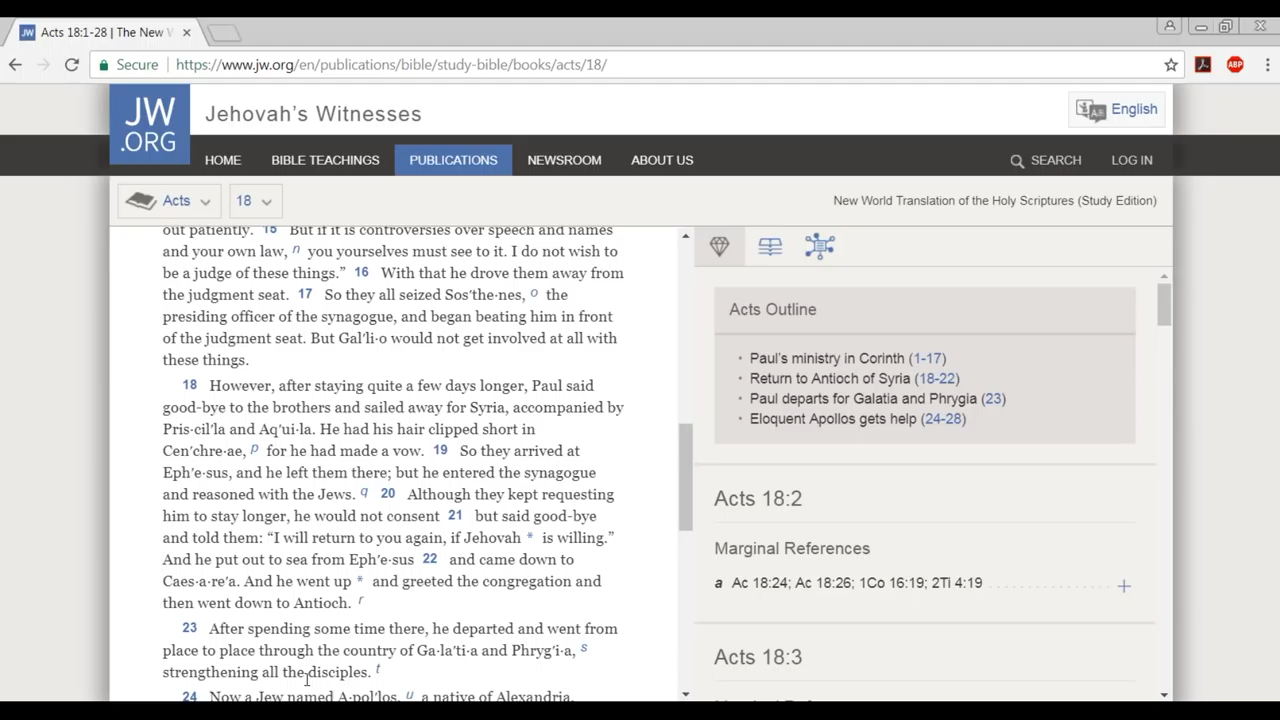 Acts 18:1-28 | The New W
Secure
https://www.jw.org/en/publications/bible/study-bible/books/acts/18/
ABP
JW
.ORG
Jehovah's Witnesses
English
HOME BIBLE TEACHINGS PUBLICATIONS NEWSROOM ABOUT US SEARCH LOG IN
Acts 18 New World Translation of the Holy Scriptures (Study Edition)
out patiently. 15 But if it is controversies over speech and names
and your own law, n you yourselves must see to it. I do not wish to
be a judge of these things.” 16 With that he drove them away from
the judgment seat. 17 So they all seized Sos′the·nes, o the
presiding officer of the synagogue, and began beating him in front
of the judgment seat. But Gal′li·o would not get involved at all with
these things.
18 However, after staying quite a few days longer, Paul said
good-bye to the brothers and sailed away for Syria, accompanied by
Pris·cil′la and Aq′ui·la. He had his hair clipped short in
Cen′chre·ae, p for he had made a vow. 19 So they arrived at
Eph′e·sus, and he left them there; but he entered the synagogue
and reasoned with the Jews. q 20 Although they kept requesting
him to stay longer, he would not consent 21 but said good-bye
and told them: “I will return to you again, if Jehovah * is willing.”
And he put out to sea from Eph′e·sus 22 and came down to
Caes·a·re′a. And he went up * and greeted the congregation and
then went down to Antioch. r
23 After spending some time there, he departed and went from
place to place through the country of Ga·la′ti·a and Phryg′i·a, s
strengthening all the disciples. t
24 Now a Jew named A·pol′los, u a native of Alexandria,
Acts Outline
• Paul's ministry in Corinth (1-17)
• Return to Antioch of Syria (18-22)
• Paul departs for Galatia and Phrygia (23)
• Eloquent Apollos gets help (24-28)
Acts 18:2
Marginal References
a Ac 18:24; Ac 18:26; 1Co 16:19; 2Ti 4:19 +
Acts 18:3